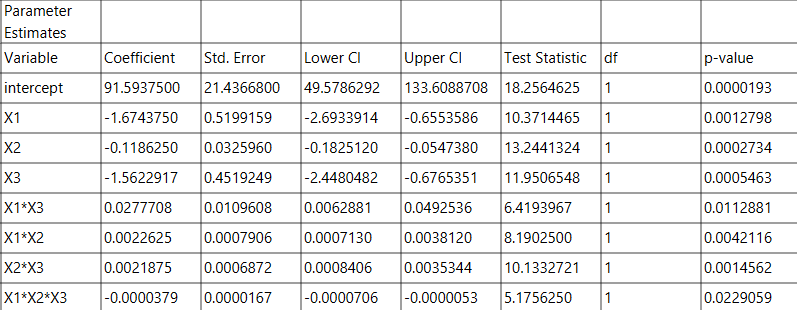 Parameter
Estimates
Variable Coefficient Std. Error Lower CI Upper CI Test Statistic df p-value
intercept 91.5937500 21.4366800 49.5786292 133.6088708 18.2564625 1 0.0000193
X1 -1.6743750 0.5199159 -2.6933914 -0.6553586 10.3714465 1 0.0012798
X2 -0.1186250 0.0325960 -0.1825120 -0.0547380 13.2441324 1 0.0002734
X3 -1.5622917 0.4519249 -2.4480482 -0.6765351 11.9506548 1 0.0005463
X1*X3 0.0277708 0.0109608 0.0062881 0.0492536 6.4193967 1 0.0112881
X1*X2 0.0022625 0.0007906 0.0007130 0.0038120 8.1902500 1 0.0042116
X2*X3 0.0021875 0.0006872 0.0008406 0.0035344 10.1332721 1 0.0014562
X1*X2*X3 -0.0000379 0.0000167 -0.0000706 -0.0000053 5.1756250 1 0.0229059